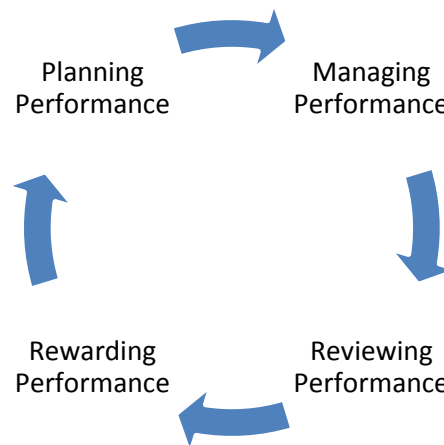 Planning
Performance
Managing
Performance
Rewarding
Performance
Reviewing
Performance